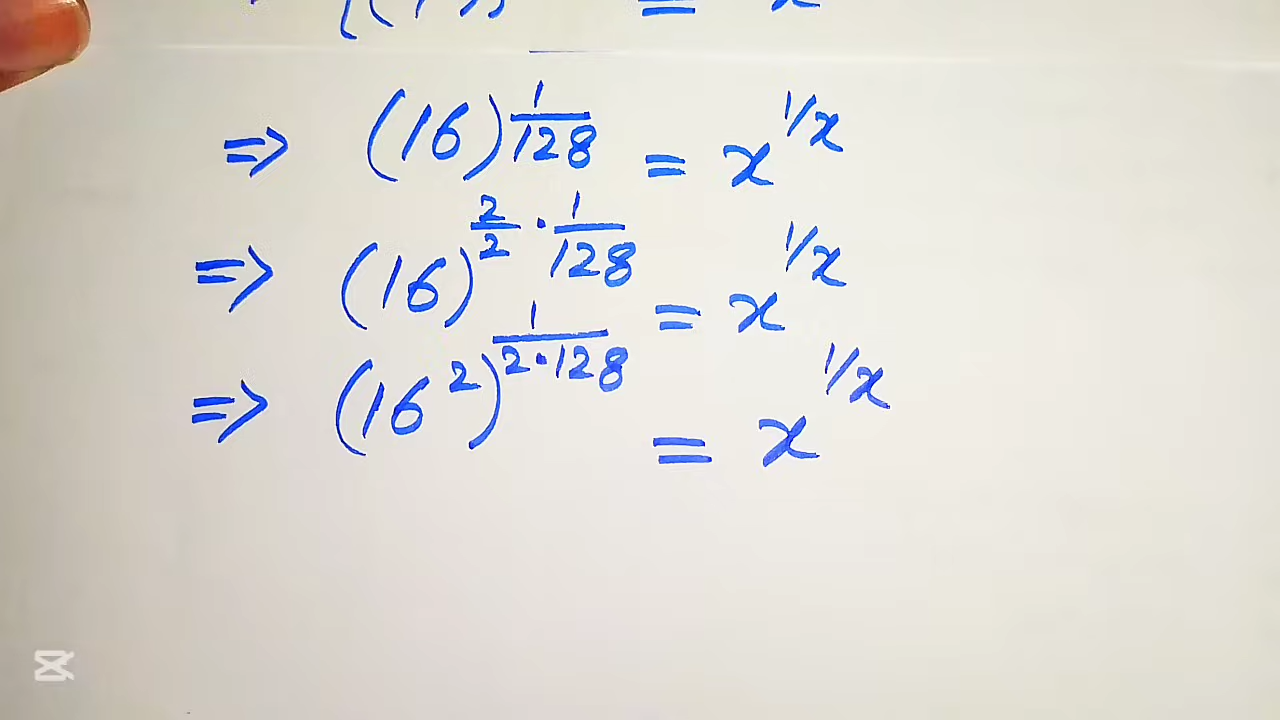 => (16)^(1/128) = x^(1/x)
=> (16)^(2/2 · 1/128) = x^(1/x)
=> (16^2)^(1/(2·128)) = x^(1/x)